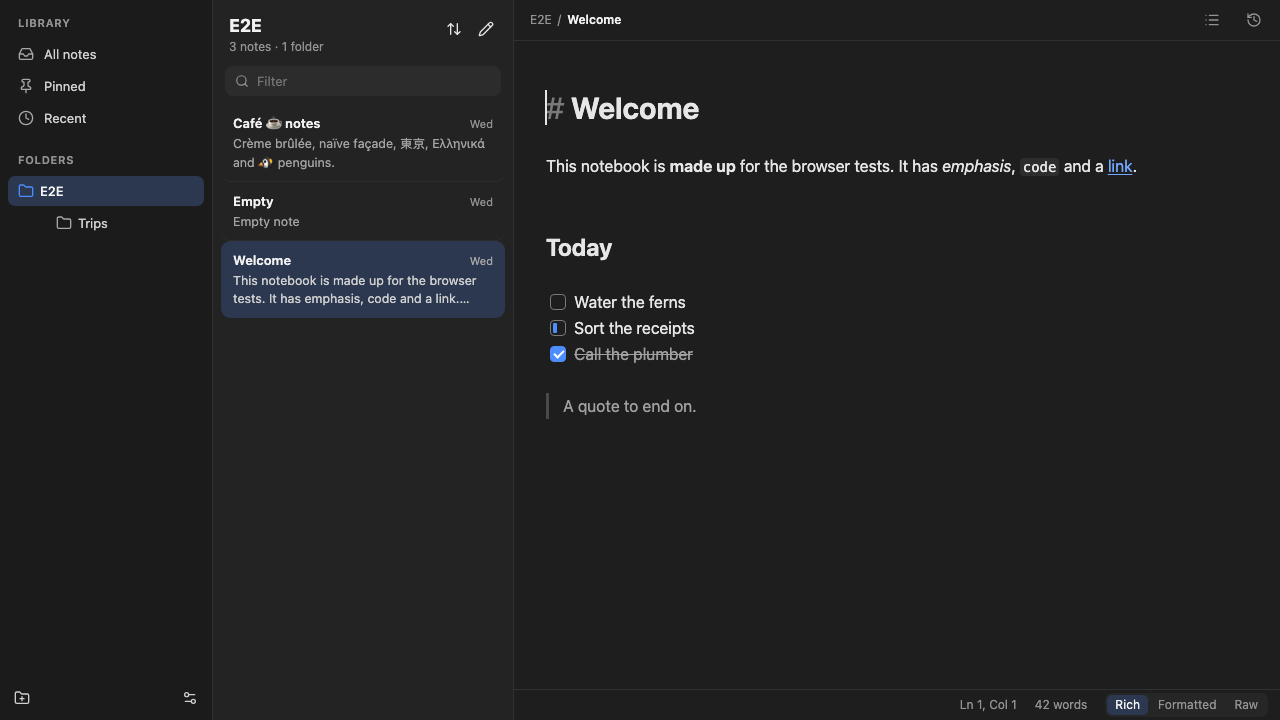 LIBRARY
All notes
Pinned
Recent
FOLDERS
E2E
Trips
E2E
3 notes · 1 folder
Filter
Café ☕ notes Wed
Crème brûlée, naïve façade, 東京, Ελληνικά
and 🐧 penguins.
Empty Wed
Empty note
Welcome Wed
This notebook is made up for the browser
tests. It has emphasis, code and a link....
E2E / Welcome
# Welcome
This notebook is made up for the browser tests. It has emphasis, code and a link.
Today
Water the ferns
Sort the receipts
Call the plumber
A quote to end on.
Ln 1, Col 1 42 words Rich Formatted Raw